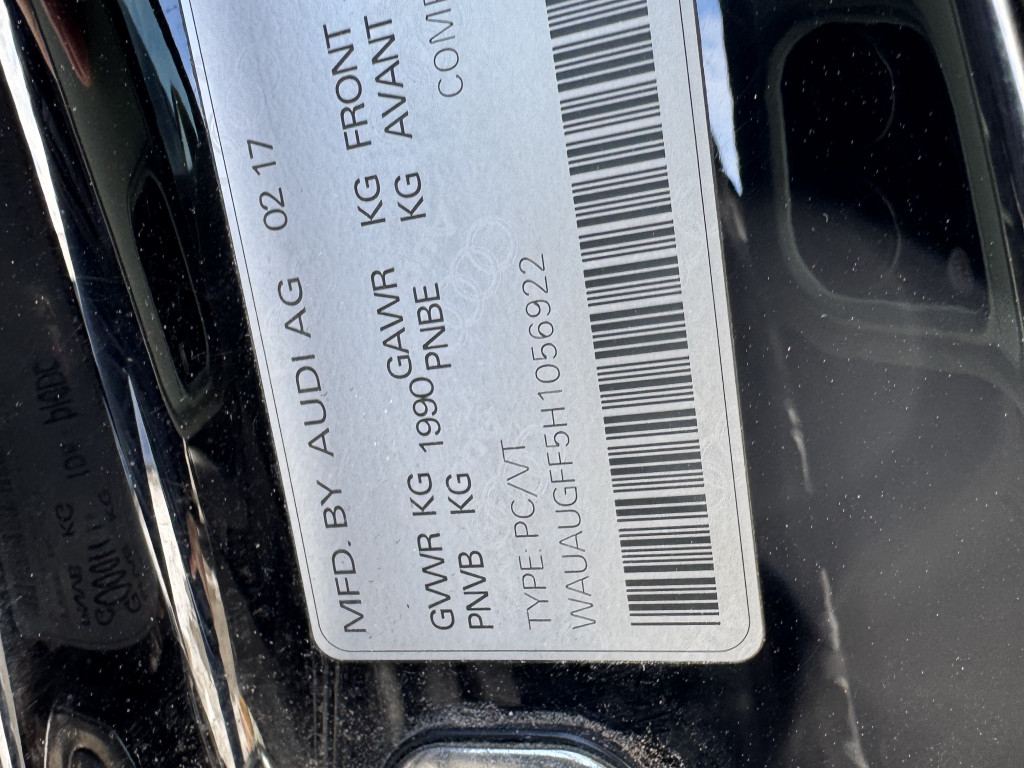 MFD. BY AUDI AG 02 17
GVWR KG 1990 GAWR KG FRONT
PNVB KG PNBE KG AVANT
TYPE: PC/VT
WAUAUGFF5H1056922